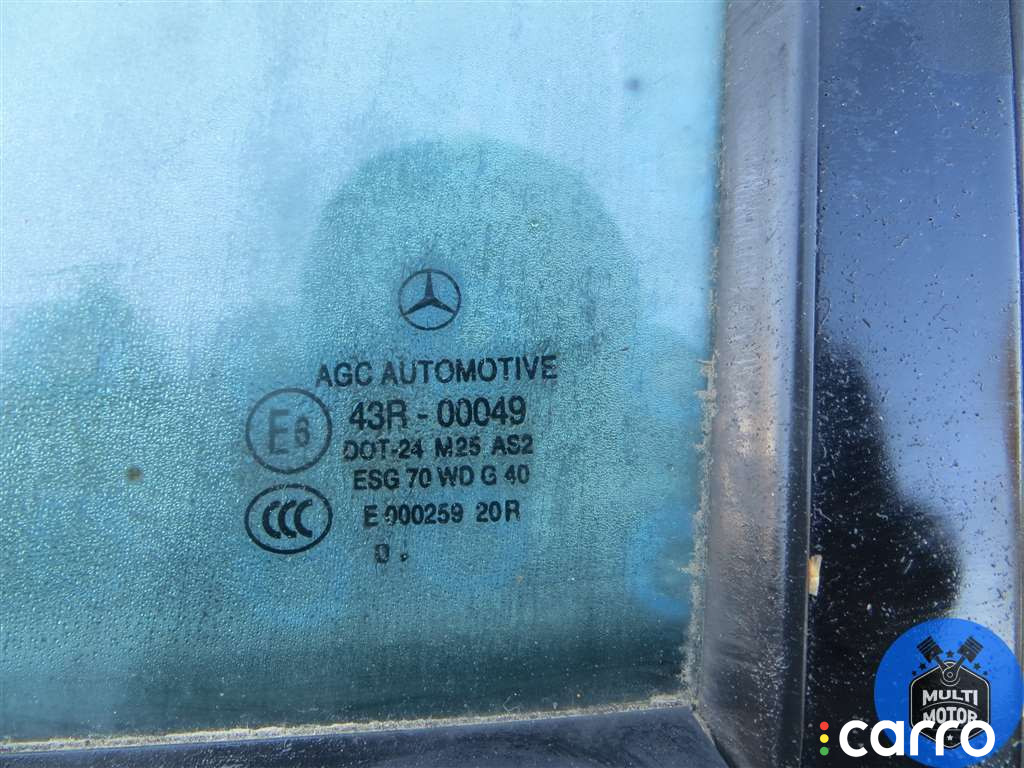 AGC AUTOMOTIVE
E6 43R - 00049
DOT-24 M25 AS2
ESG 70 WD G 40
CCC E 000259 20R
0 .
MULTI
MOTOR
carro